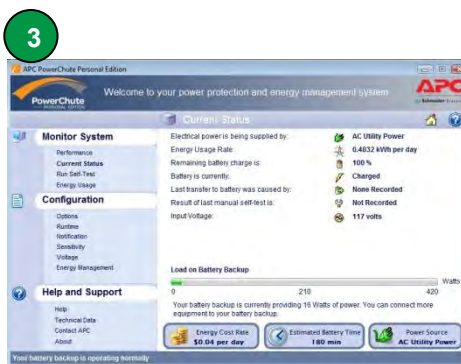 3
APC PowerChute Personal Edition
PowerChute
PERSONAL EDITION
Welcome to your power protection and energy management system
APC
by Schneider Electric
Current Status
Monitor System
Performance
Current Status
Run Self-Test
Energy Usage
Configuration
Options
Runtime
Notification
Sensitivity
Voltage
Energy Management
Help and Support
Help
Technical Data
Contact APC
About
Electrical power is being supplied by: AC Utility Power
Energy Usage Rate: 0.4032 kWh per day
Remaining battery charge is: 100 %
Battery is currently: Charged
Last transfer to battery was caused by: None Recorded
Result of last manual self-test is: Not Recorded
Input Voltage: 117 volts
Load on Battery Backup
Watts
0 210 420
Your battery backup is currently providing 16 Watts of power. You can connect more
equipment to your battery backup.
Energy Cost Rate
$0.04 per day
Estimated Battery Time
180 min
Power Source
AC Utility Power
Your battery backup is operating normally